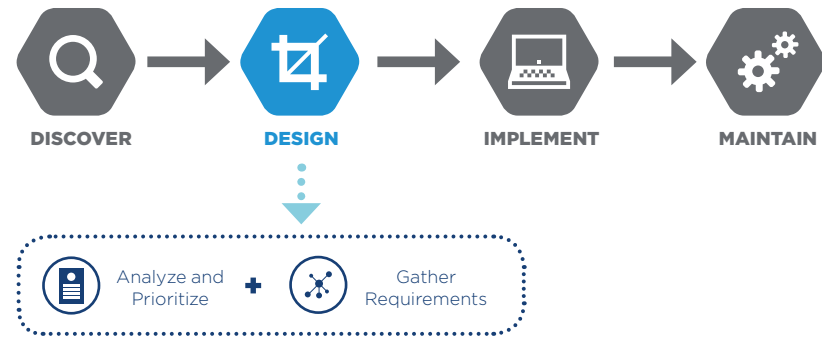 DISCOVER
DESIGN
IMPLEMENT
MAINTAIN
Analyze and
Prioritize
+
Gather
Requirements